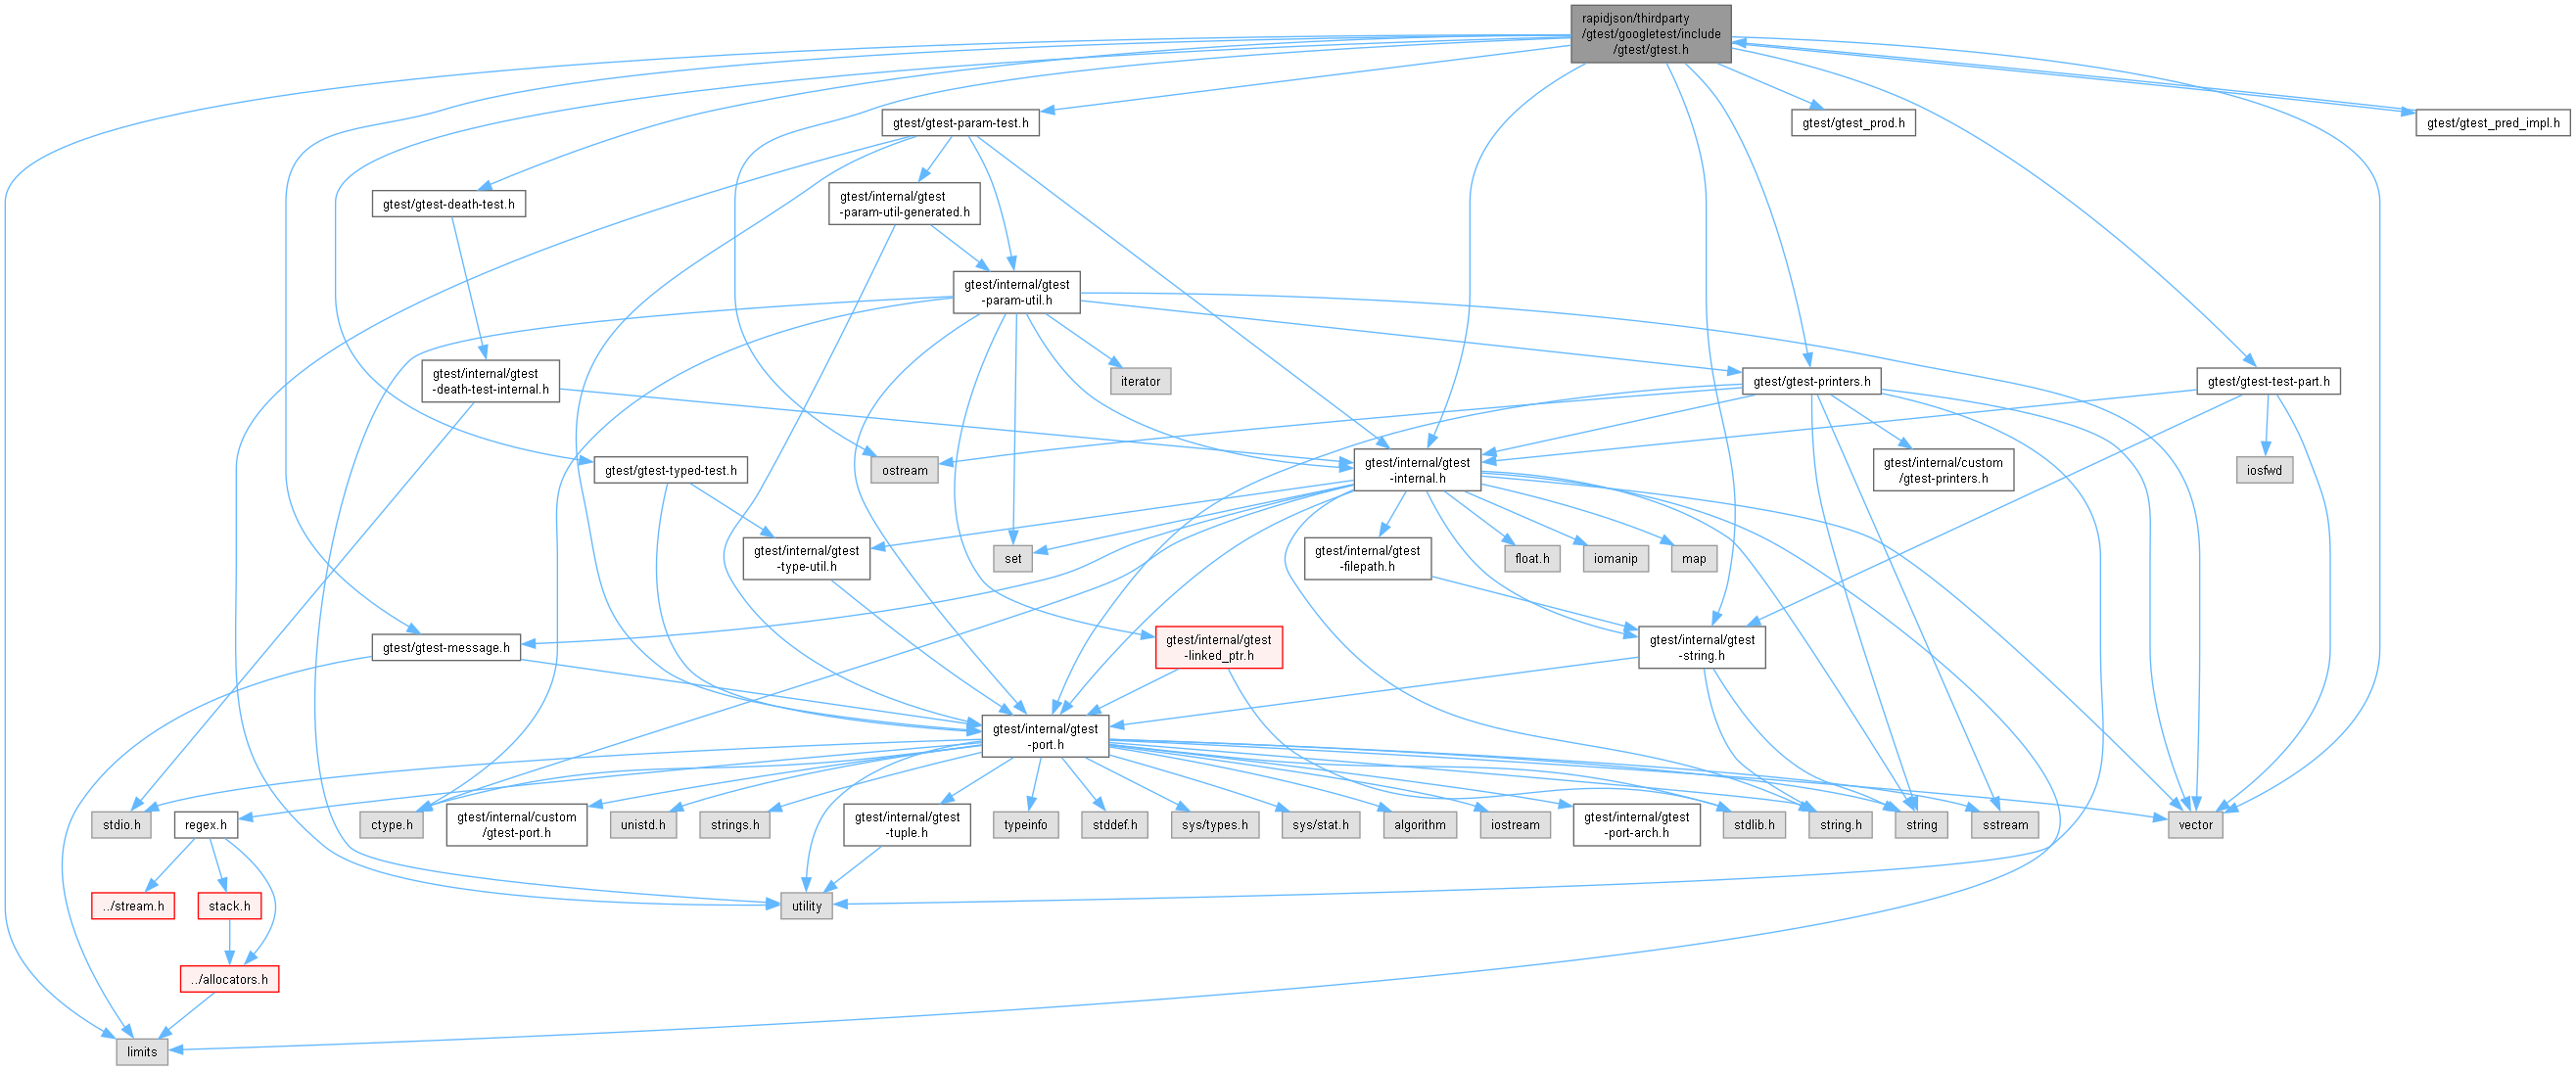 rapidjson/thirdparty
/gtest/googletest/include
/gtest/gtest.h
gtest/gtest-param-test.h
gtest/gtest_prod.h
gtest/gtest_pred_impl.h
gtest/gtest-death-test.h
gtest/internal/gtest
-param-util-generated.h
gtest/internal/gtest
-param-util.h
gtest/internal/gtest
-death-test-internal.h
iterator
gtest/gtest-printers.h
gtest/gtest-test-part.h
gtest/gtest-typed-test.h
ostream
gtest/internal/gtest
-internal.h
gtest/internal/custom
/gtest-printers.h
iosfwd
gtest/internal/gtest
-type-util.h
set
gtest/internal/gtest
-filepath.h
float.h
iomanip
map
gtest/gtest-message.h
gtest/internal/gtest
-linked_ptr.h
gtest/internal/gtest
-string.h
gtest/internal/gtest
-port.h
stdio.h
regex.h
ctype.h
gtest/internal/custom
/gtest-port.h
unistd.h
strings.h
gtest/internal/gtest
-tuple.h
typeinfo
stddef.h
sys/types.h
sys/stat.h
algorithm
iostream
gtest/internal/gtest
-port-arch.h
stdlib.h
string.h
string
sstream
vector
../stream.h
stack.h
utility
../allocators.h
limits